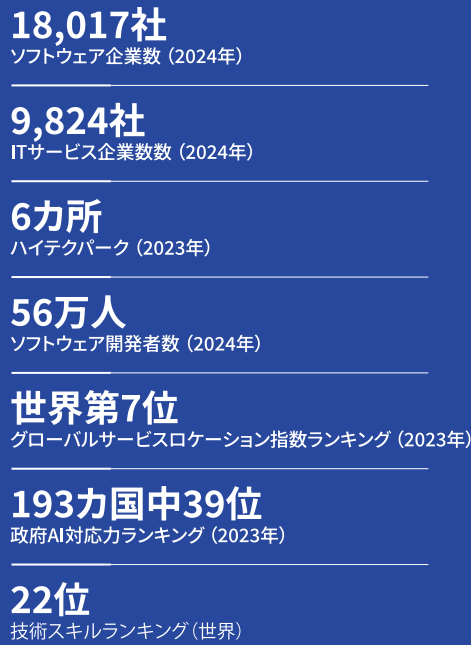 18,017社
ソフトウェア企業数（2024年）
9,824社
ITサービス企業数数（2024年）
6カ所
ハイテクパーク（2023年）
56万人
ソフトウェア開発者数（2024年）
世界第7位
グローバルサービスロケーション指数ランキング（2023年）
193カ国中39位
政府AI対応力ランキング（2023年）
22位
技術スキルランキング（世界）